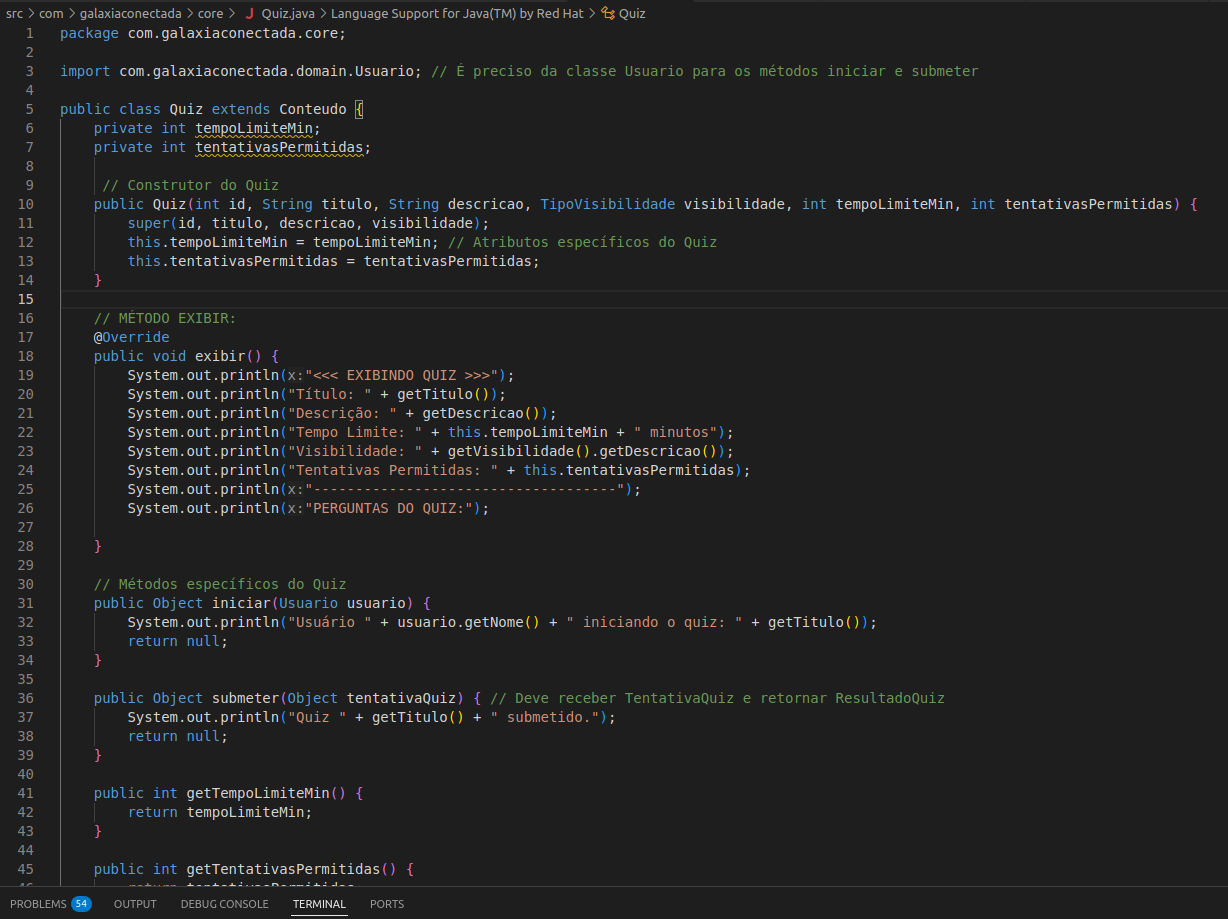 src > com > galaxiaconectada > core > J Quiz.java > Language Support for Java(TM) by Red Hat > Quiz
1 package com.galaxiaconectada.core;
2
3 import com.galaxiaconectada.domain.Usuario; // É preciso da classe Usuario para os métodos iniciar e submeter
4
5 public class Quiz extends Conteudo {
6     private int tempoLimiteMin;
7     private int tentativasPermitidas;
8
9      // Construtor do Quiz
10     public Quiz(int id, String titulo, String descricao, TipoVisibilidade visibilidade, int tempoLimiteMin, int tentativasPermitidas) {
11         super(id, titulo, descricao, visibilidade);
12         this.tempoLimiteMin = tempoLimiteMin; // Atributos específicos do Quiz
13         this.tentativasPermitidas = tentativasPermitidas;
14     }
15
16     // MÉTODO EXIBIR:
17     @Override
18     public void exibir() {
19         System.out.println(x:"<<< EXIBINDO QUIZ >>>");
20         System.out.println("Título: " + getTitulo());
21         System.out.println("Descrição: " + getDescricao());
22         System.out.println("Tempo Limite: " + this.tempoLimiteMin + " minutos");
23         System.out.println("Visibilidade: " + getVisibilidade().getDescricao());
24         System.out.println("Tentativas Permitidas: " + this.tentativasPermitidas);
25         System.out.println(x:"------------------------------------");
26         System.out.println(x:"PERGUNTAS DO QUIZ:");
27
28     }
29
30     // Métodos específicos do Quiz
31     public Object iniciar(Usuario usuario) {
32         System.out.println("Usuário " + usuario.getNome() + " iniciando o quiz: " + getTitulo());
33         return null;
34     }
35
36     public Object submeter(Object tentativaQuiz) { // Deve receber TentativaQuiz e retornar ResultadoQuiz
37         System.out.println("Quiz " + getTitulo() + " submetido.");
38         return null;
39     }
40
41     public int getTempoLimiteMin() {
42         return tempoLimiteMin;
43     }
44
45     public int getTentativasPermitidas() {
PROBLEMS 54 OUTPUT DEBUG CONSOLE TERMINAL PORTS